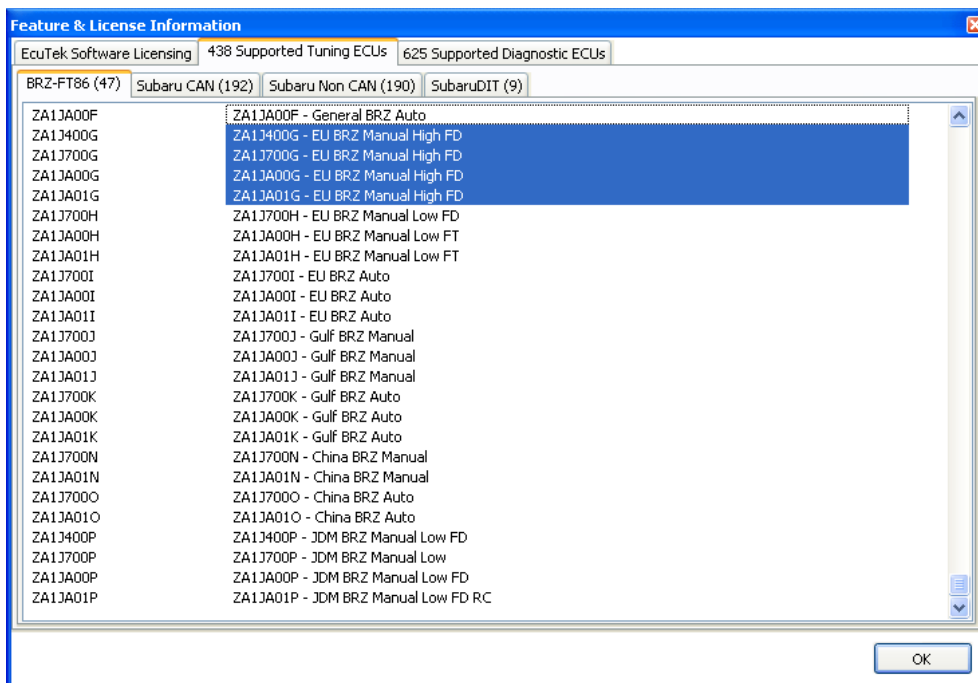 Feature & License Information
EcuTek Software Licensing 438 Supported Tuning ECUs 625 Supported Diagnostic ECUs
BRZ-FT86 (47) Subaru CAN (192) Subaru Non CAN (190) SubaruDIT (9)
ZA1JA00F ZA1JA00F - General BRZ Auto
ZA1J400G ZA1J400G - EU BRZ Manual High FD
ZA1J700G ZA1J700G - EU BRZ Manual High FD
ZA1JA00G ZA1JA00G - EU BRZ Manual High FD
ZA1JA01G ZA1JA01G - EU BRZ Manual High FD
ZA1J700H ZA1J700H - EU BRZ Manual Low FD
ZA1JA00H ZA1JA00H - EU BRZ Manual Low FT
ZA1JA01H ZA1JA01H - EU BRZ Manual Low FT
ZA1J700I ZA1J700I - EU BRZ Auto
ZA1JA00I ZA1JA00I - EU BRZ Auto
ZA1JA01I ZA1JA01I - EU BRZ Auto
ZA1J700J ZA1J700J - Gulf BRZ Manual
ZA1JA00J ZA1JA00J - Gulf BRZ Manual
ZA1JA01J ZA1JA01J - Gulf BRZ Manual
ZA1J700K ZA1J700K - Gulf BRZ Auto
ZA1JA00K ZA1JA00K - Gulf BRZ Auto
ZA1JA01K ZA1JA01K - Gulf BRZ Auto
ZA1J700N ZA1J700N - China BRZ Manual
ZA1JA01N ZA1JA01N - China BRZ Manual
ZA1J700O ZA1J700O - China BRZ Auto
ZA1JA01O ZA1JA01O - China BRZ Auto
ZA1J400P ZA1J400P - JDM BRZ Manual Low FD
ZA1J700P ZA1J700P - JDM BRZ Manual Low
ZA1JA00P ZA1JA00P - JDM BRZ Manual Low FD
ZA1JA01P ZA1JA01P - JDM BRZ Manual Low FD RC
OK